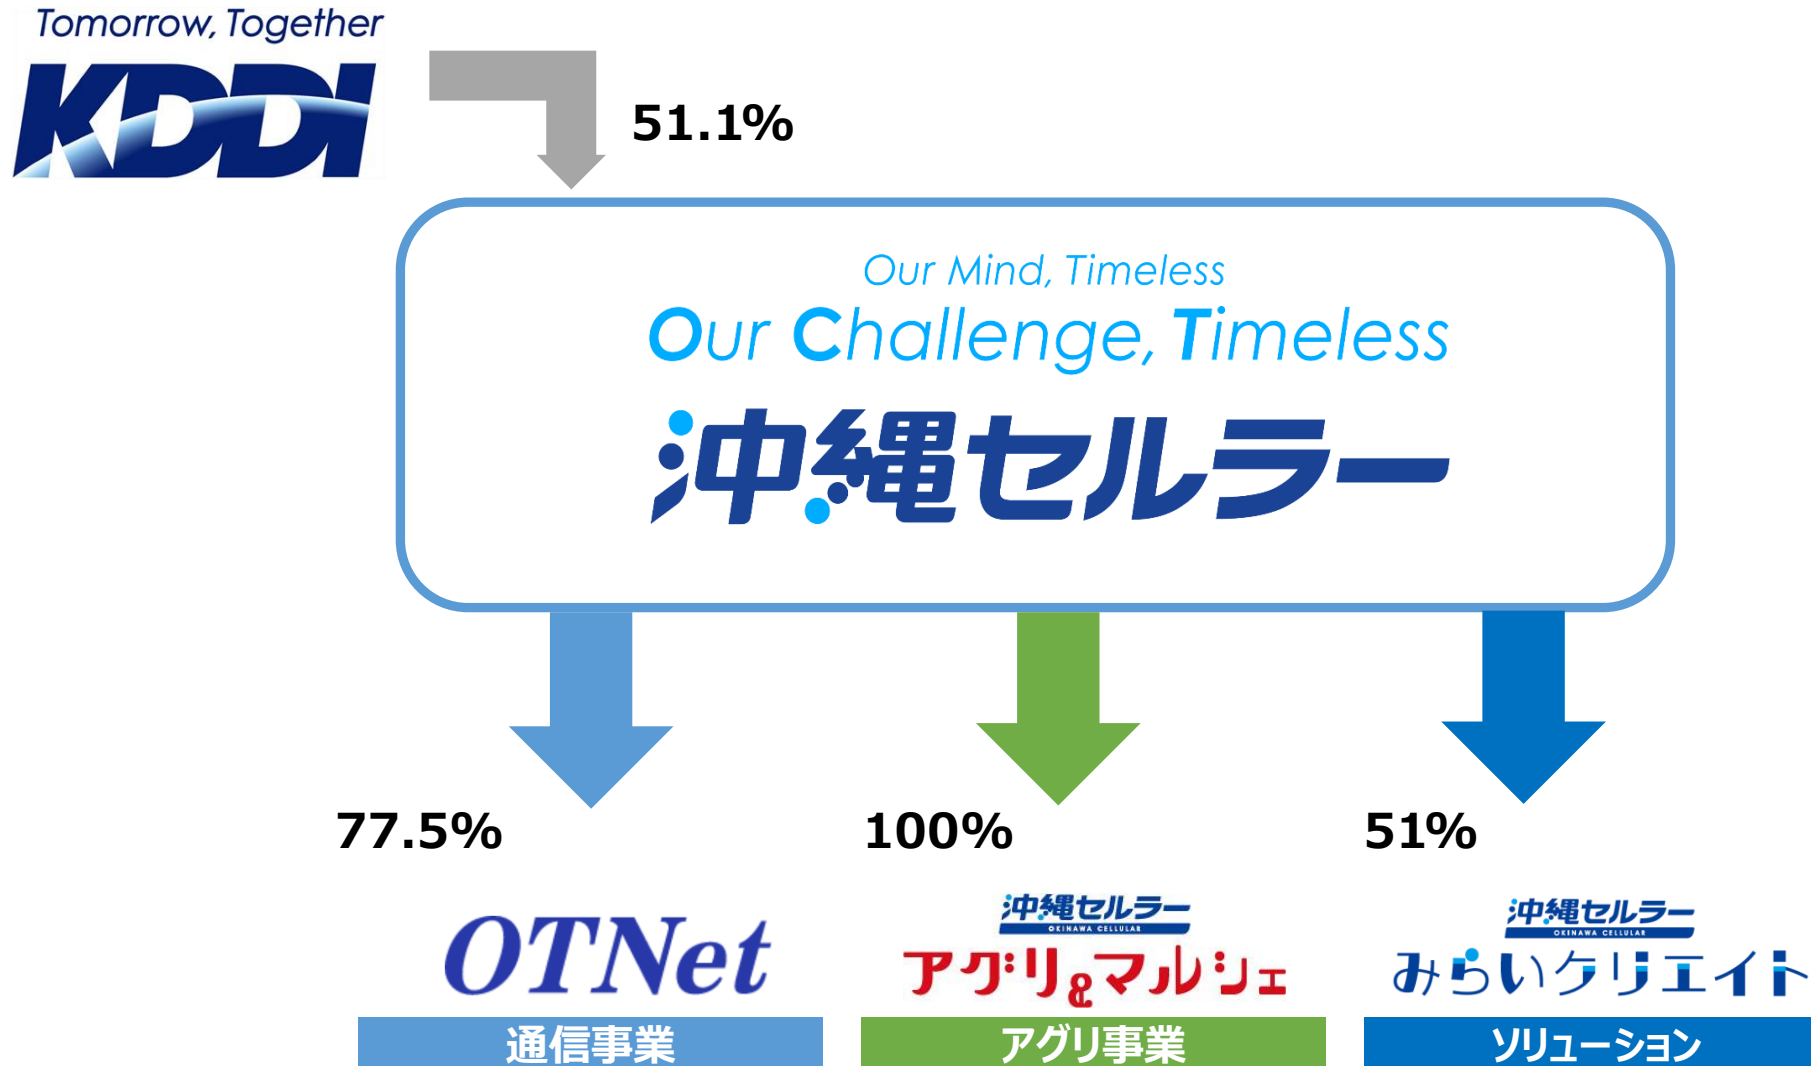 Tomorrow, Together
KDDI
51.1%
Our Mind, Timeless
Our Challenge, Timeless
沖縄セルラー
77.5%
100%
51%
OTNet
沖縄セルラー
OKINAWA CELLULAR
アグリ&マルシェ
沖縄セルラー
OKINAWA CELLULAR
みらいクリエイト
通信事業
アグリ事業
ソリューション